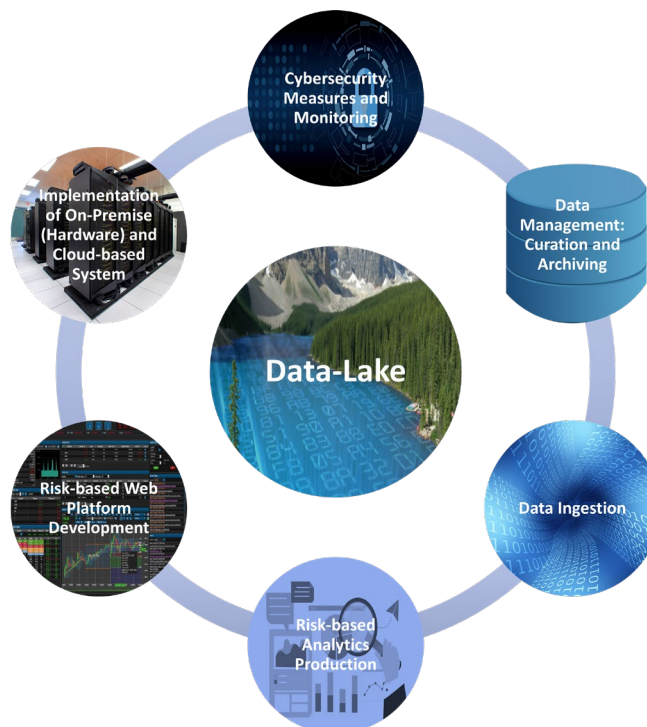 Cybersecurity
Measures and
Monitoring
Implementation
of On-Premise
(Hardware) and
Cloud-based
System
Data
Management:
Curation and
Archiving
Data-Lake
Risk-based Web
Platform
Development
Data Ingestion
Risk-based
Analytics
Production